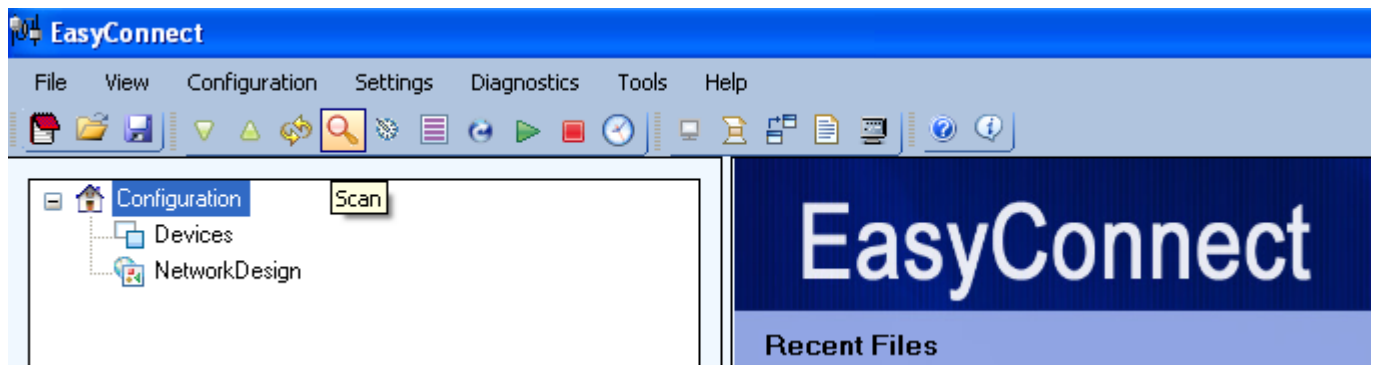 EasyConnect
File View Configuration Settings Diagnostics Tools Help
Configuration
Scan
Devices
NetworkDesign
EasyConnect
Recent Files